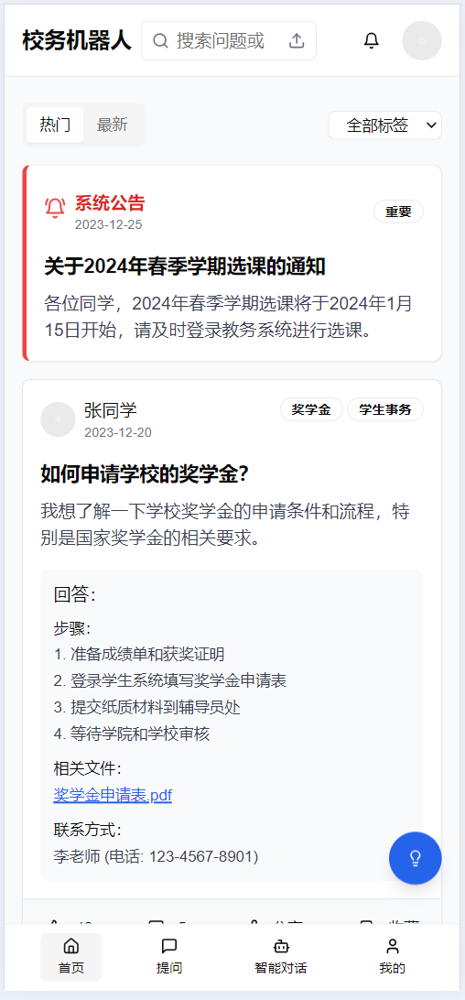 校务机器人
搜索问题或
热门 最新
全部标签
系统公告
2023-12-25
重要
关于2024年春季学期选课的通知
各位同学，2024年春季学期选课将于2024年1月
15日开始，请及时登录教务系统进行选课。
张同学
2023-12-20
奖学金 学生事务
如何申请学校的奖学金?
我想了解一下学校奖学金的申请条件和流程，特
别是国家奖学金的相关要求。
回答：
步骤：
1. 准备成绩单和获奖证明
2. 登录学生系统填写奖学金申请表
3. 提交纸质材料到辅导员处
4. 等待学院和学校审核
相关文件：
奖学金申请表.pdf
联系方式：
李老师 (电话: 123-4567-8901)
首页 提问 智能对话 我的